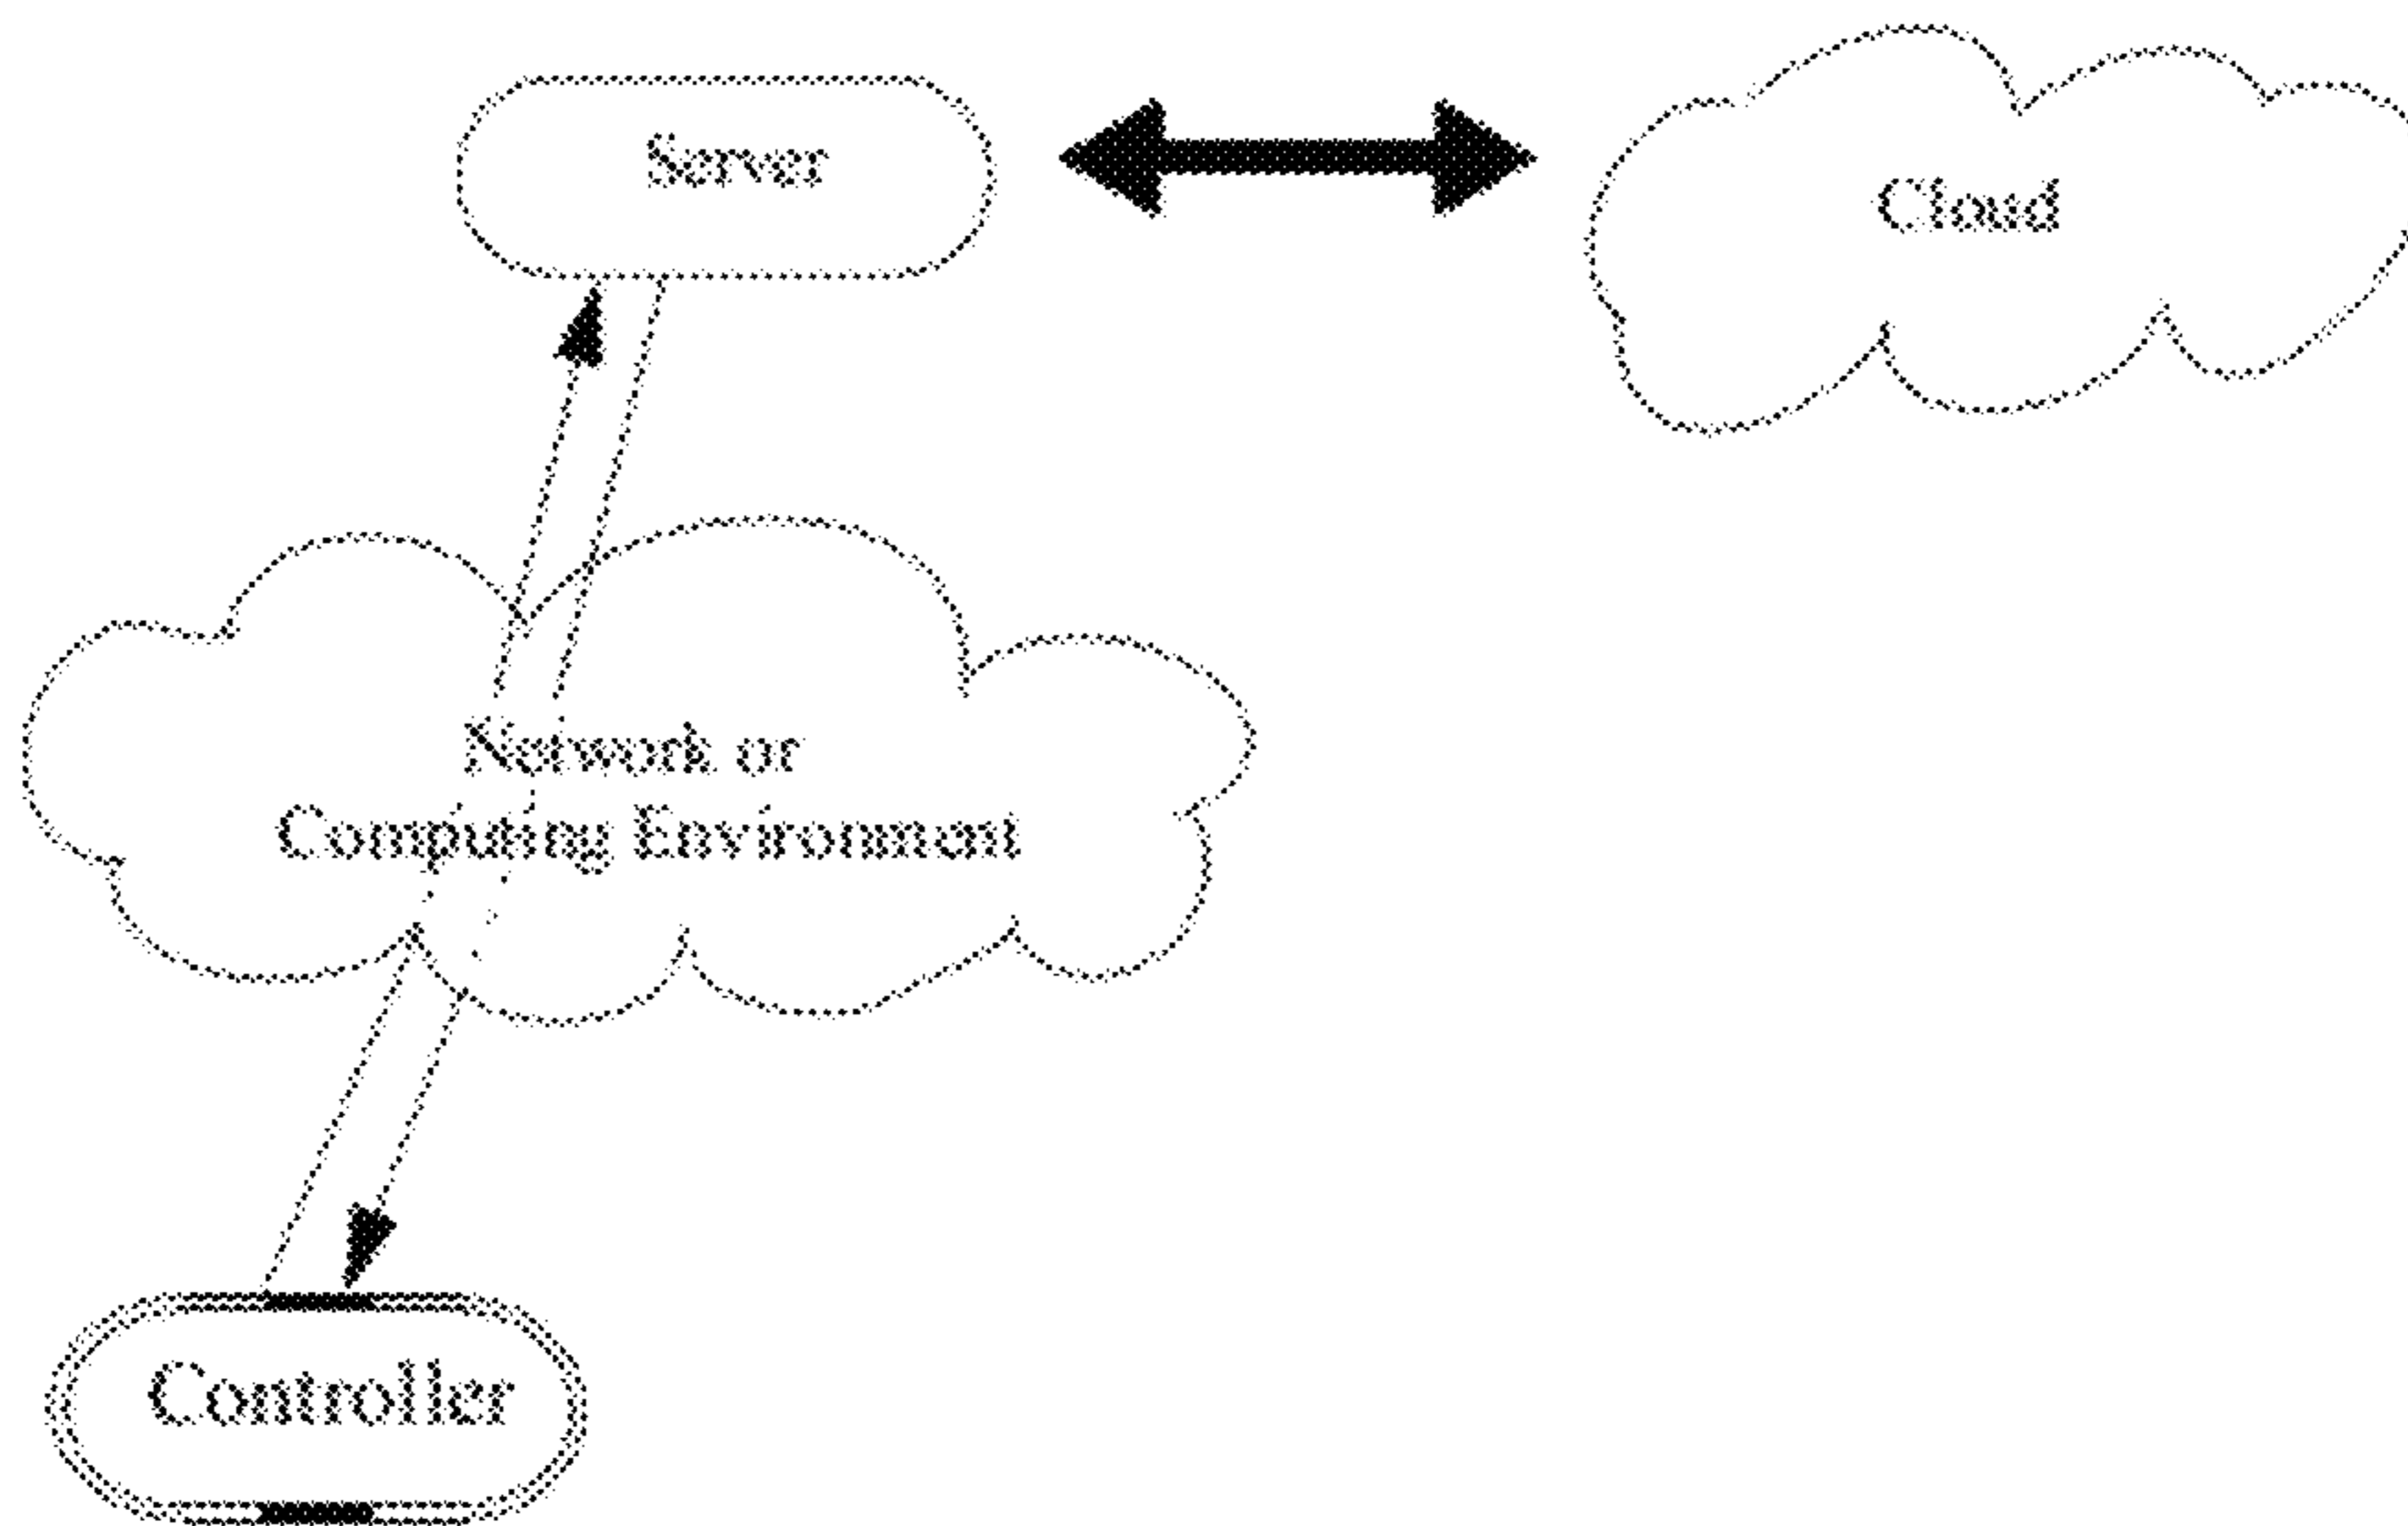 Server
Cloud
Network or
Computing Environment
Controller